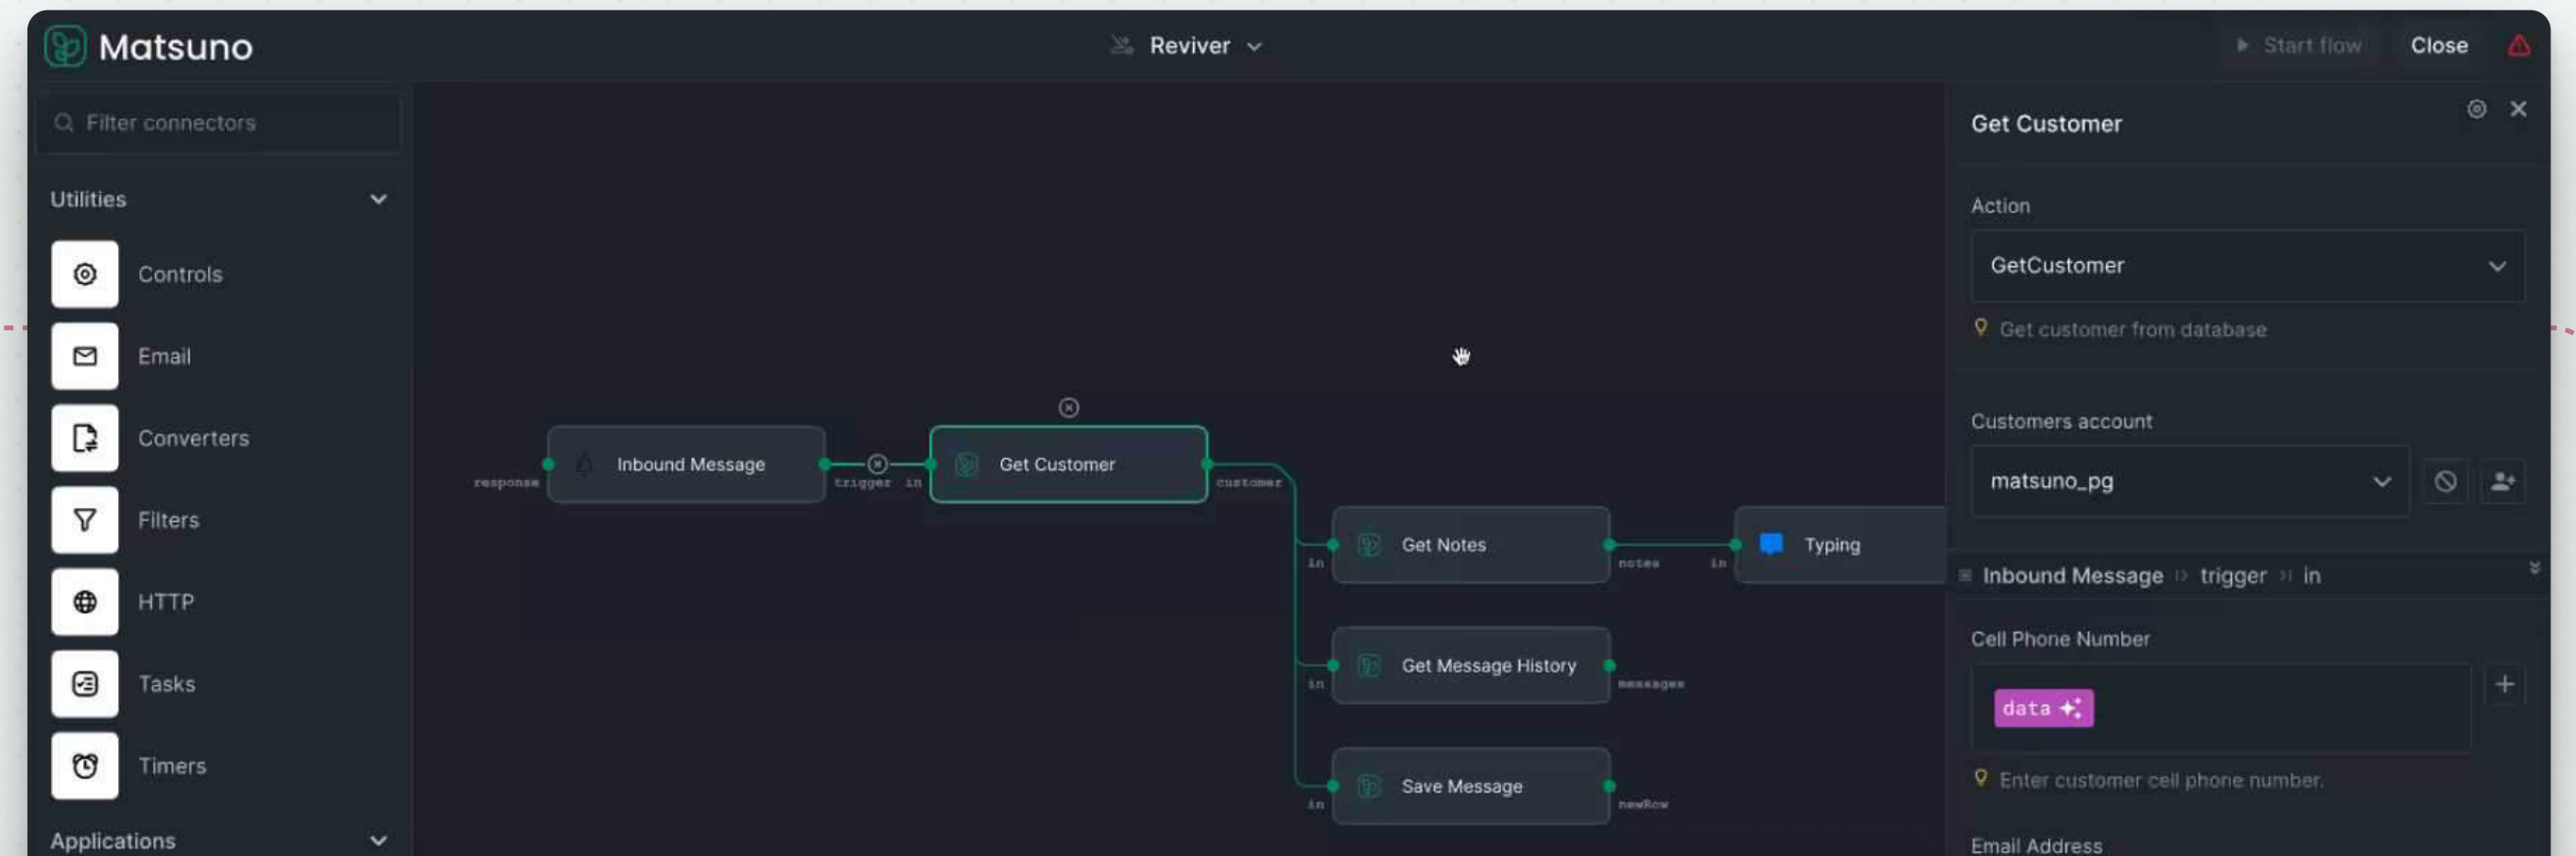 Matsuno
Reviver
Start flow
Close
Filter connectors
Utilities
Controls
Email
Converters
Filters
HTTP
Tasks
Timers
Applications
response
Inbound Message
trigger
in
Get Customer
customer
in
Get Notes
notes
in
Typing
in
Get Message History
messages
in
Save Message
newRow
Get Customer
Action
GetCustomer
Get customer from database
Customers account
matsuno_pg
Inbound Message trigger in
Cell Phone Number
data
Enter customer cell phone number.
Email Address